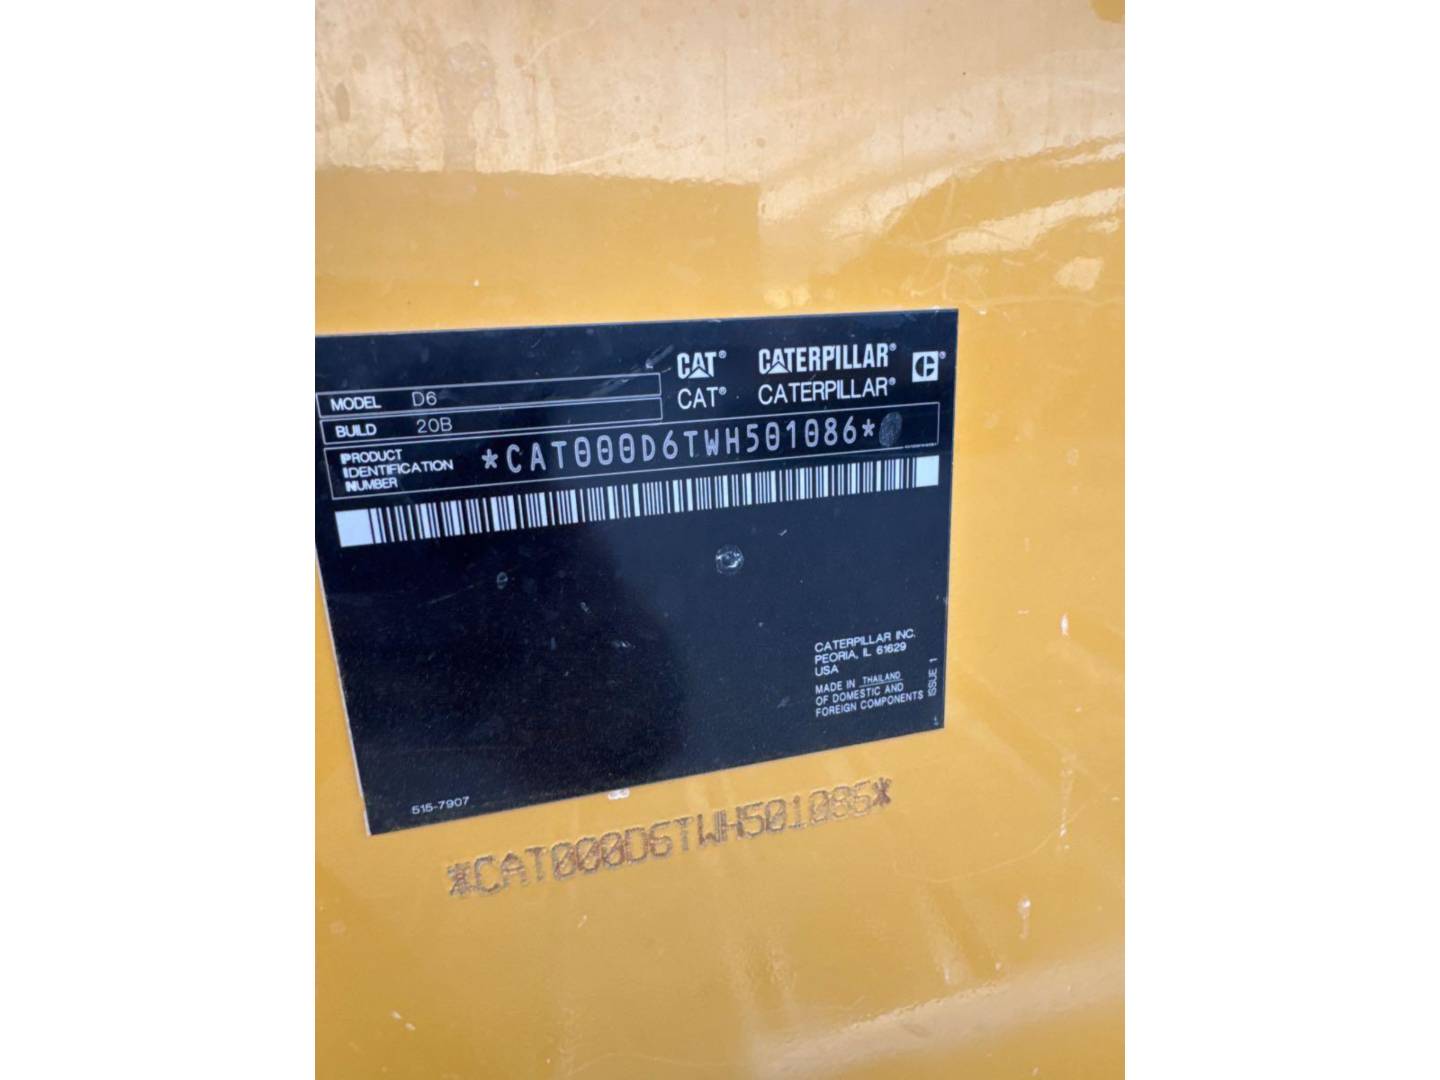 CAT® CATERPILLAR®
CAT® CATERPILLAR®
MODEL D6
BUILD 20B
PRODUCT
IDENTIFICATION
NUMBER
*CAT000D6TWH501086*
CATERPILLAR INC.
PEORIA, IL 61629
USA
MADE IN THAILAND
OF DOMESTIC AND
FOREIGN COMPONENTS
ISSUE 1
515-7907
*CAT000D6TWH501086*